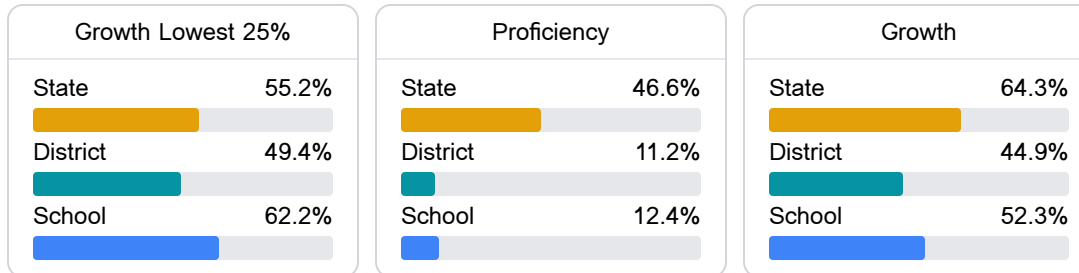 Growth Lowest 25%
State 55.2%
District 49.4%
School 62.2%
Proficiency
State 46.6%
District 11.2%
School 12.4%
Growth
State 64.3%
District 44.9%
School 52.3%